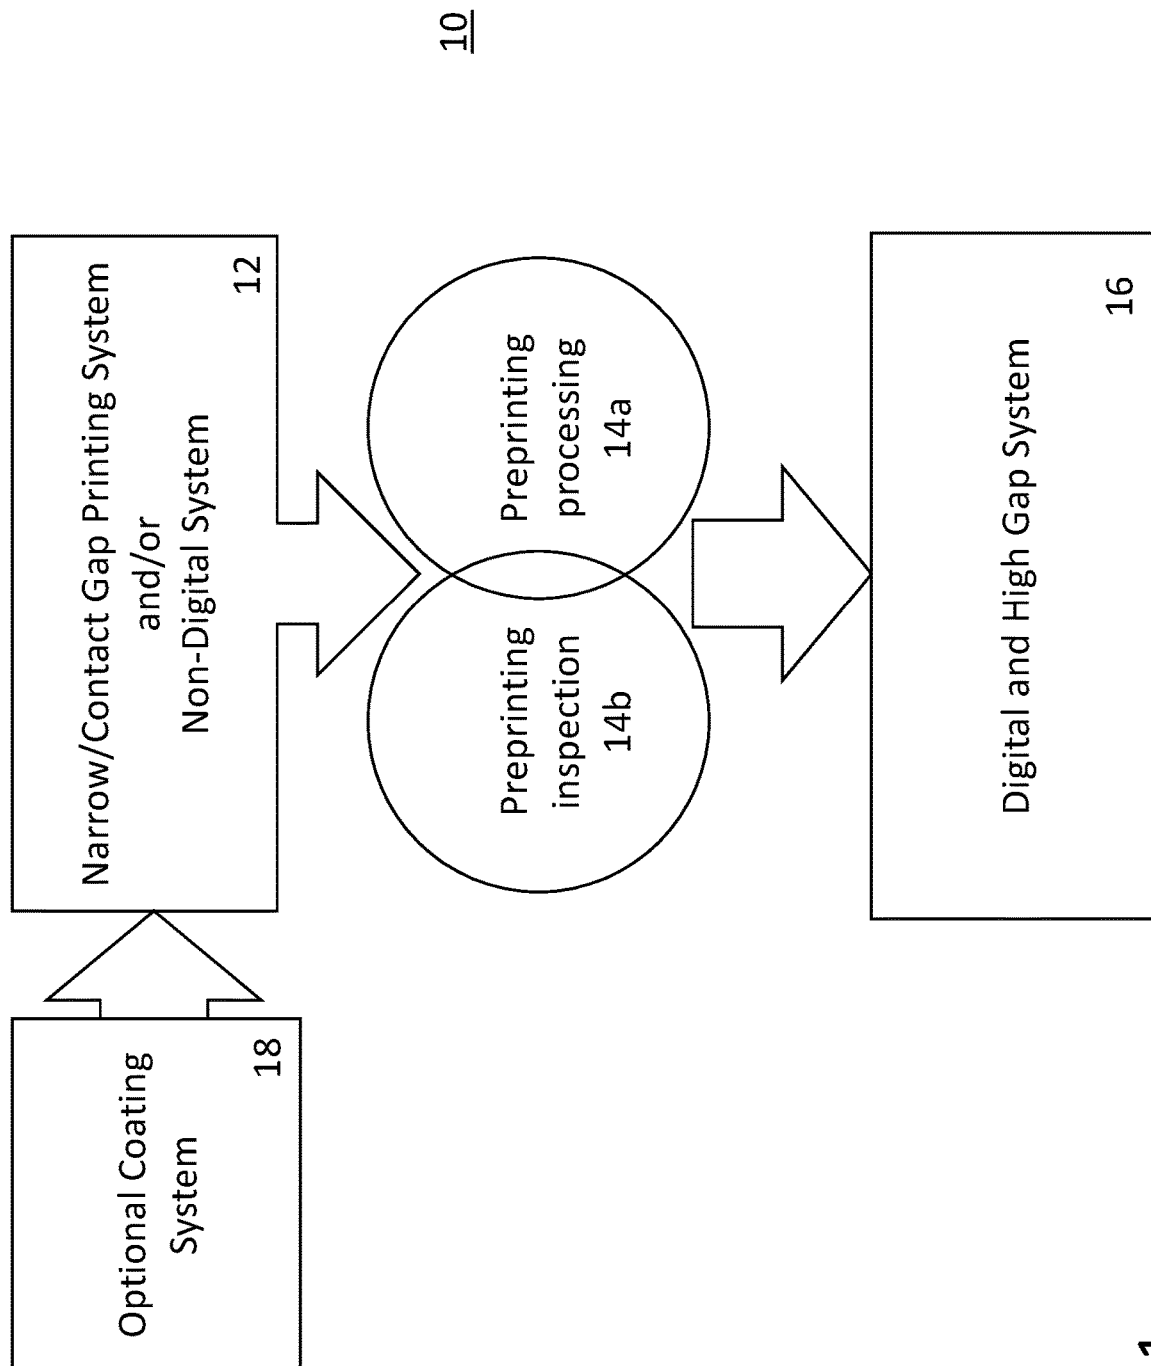 Optional Coating
System
18
Narrow/Contact Gap Printing System
and/or
Non-Digital System
12
10
Preprinting
inspection
14b
Preprinting
processing
14a
Digital and High Gap System
16